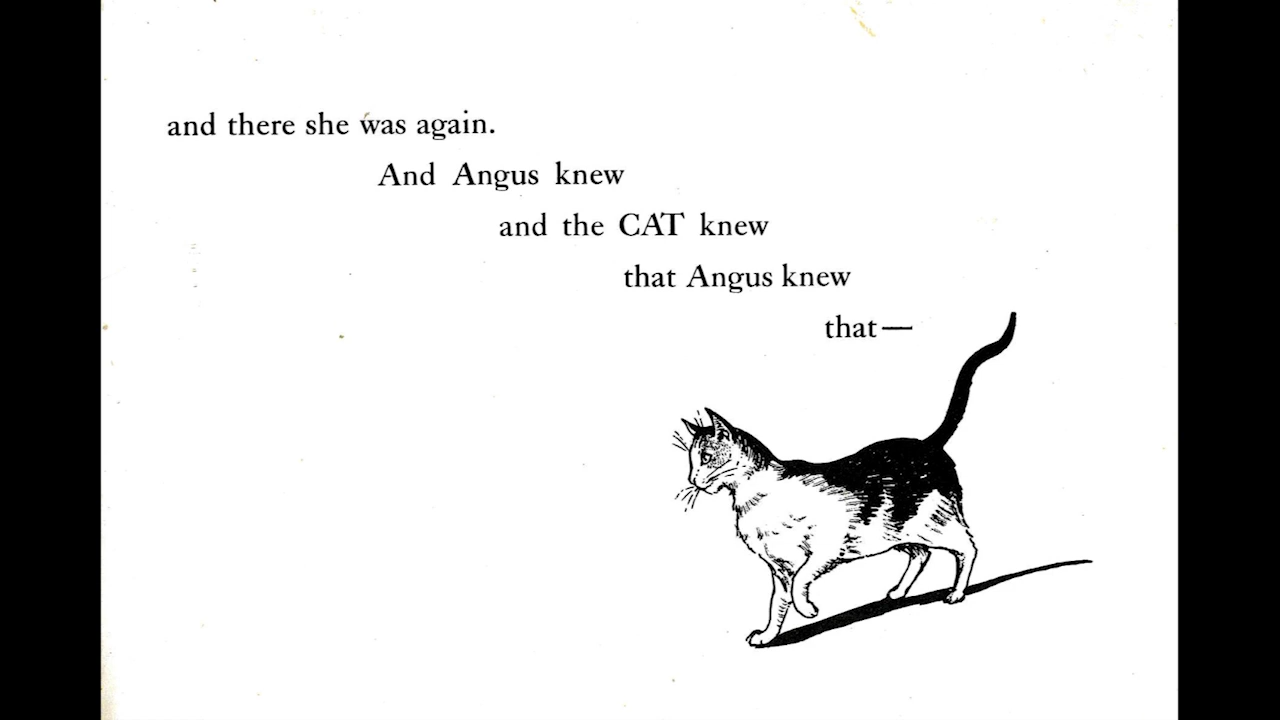 and there she was again.
And Angus knew
and the CAT knew
that Angus knew
that—